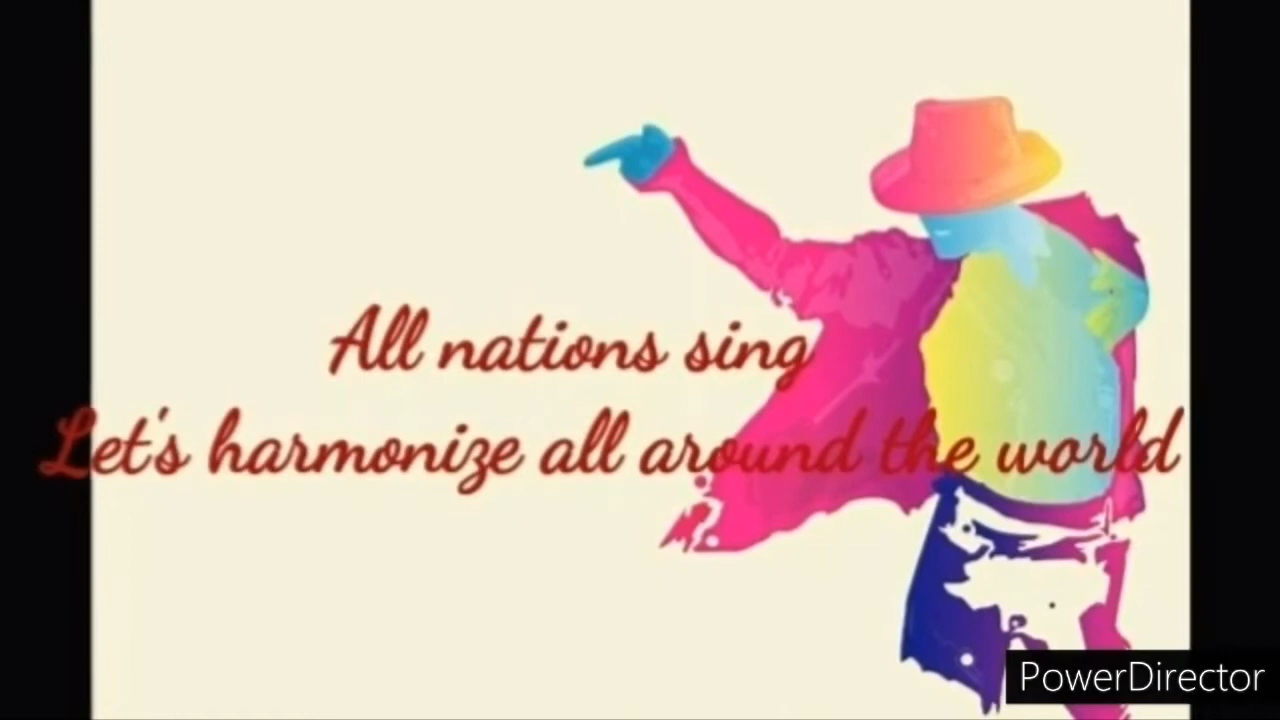 All nations sing
Let's harmonize all around the world
PowerDirector